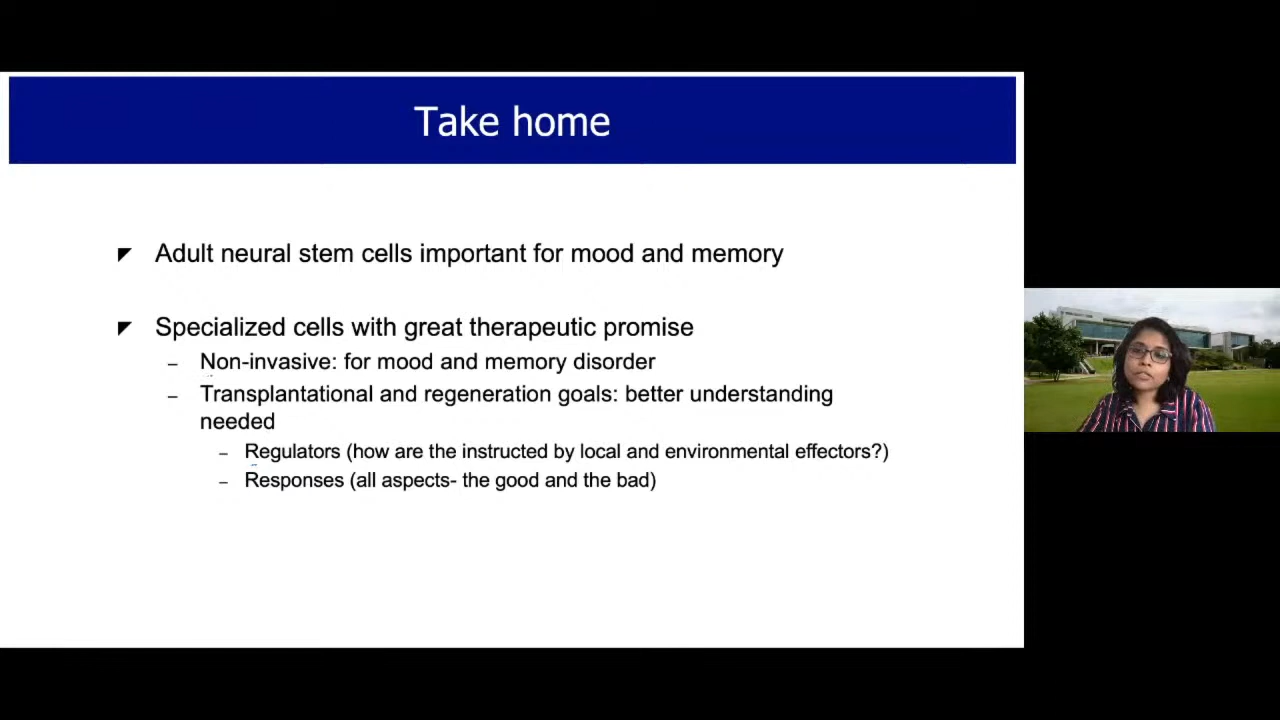 Take home
Adult neural stem cells important for mood and memory
Specialized cells with great therapeutic promise
– Non-invasive: for mood and memory disorder
– Transplantational and regeneration goals: better understanding
needed
– Regulators (how are the instructed by local and environmental effectors?)
– Responses (all aspects- the good and the bad)